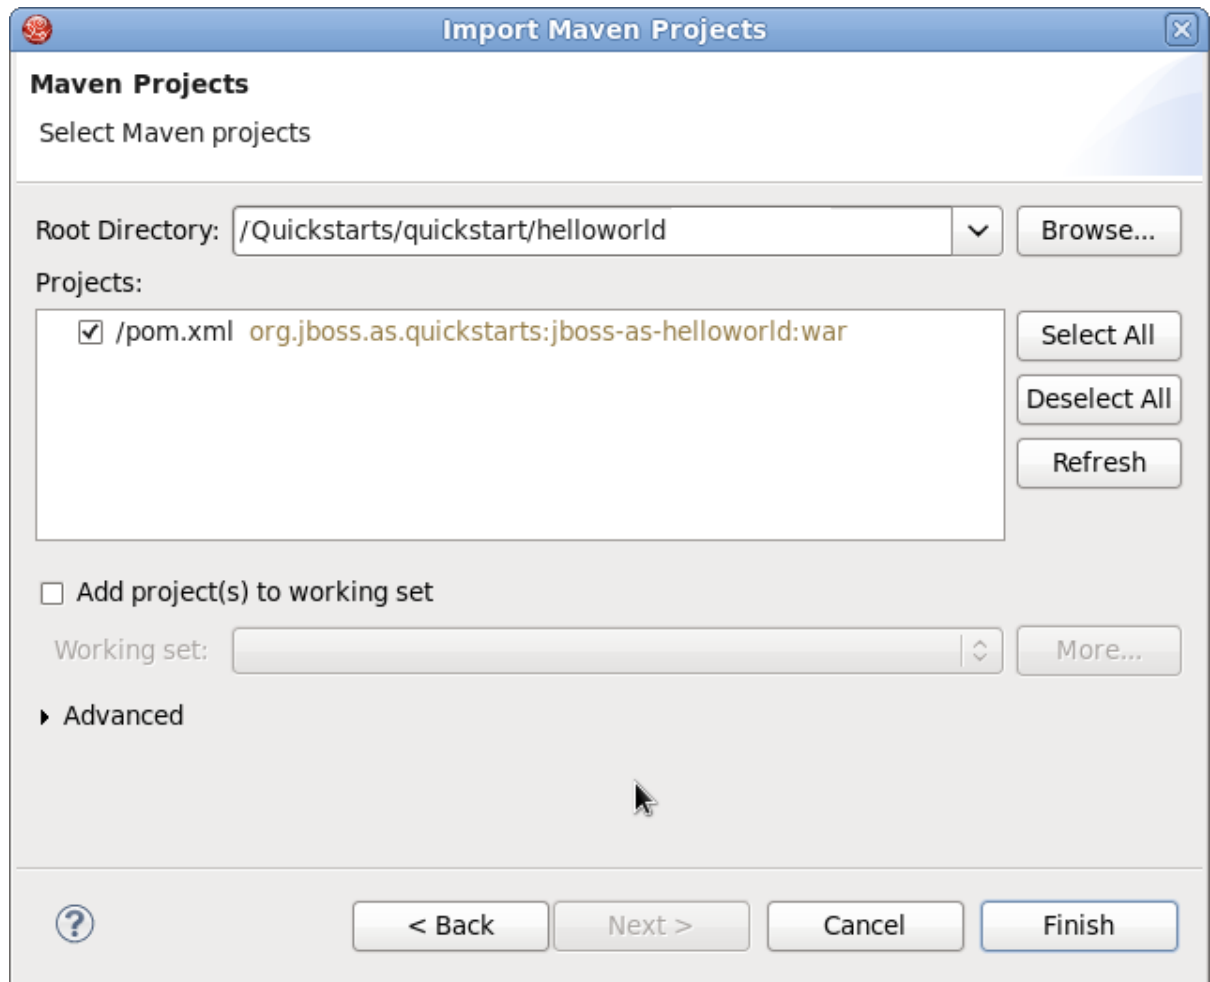 Import Maven Projects
Maven Projects
Select Maven projects
Root Directory: /Quickstarts/quickstart/helloworld Browse...
Projects:
/pom.xml org.jboss.as.quickstarts:jboss-as-helloworld:war
Select All
Deselect All
Refresh
Add project(s) to working set
Working set: More...
Advanced
? < Back Next > Cancel Finish